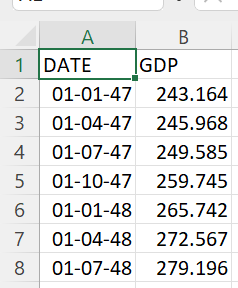 A B
1 DATE GDP
2 01-01-47 243.164
3 01-04-47 245.968
4 01-07-47 249.585
5 01-10-47 259.745
6 01-01-48 265.742
7 01-04-48 272.567
8 01-07-48 279.196